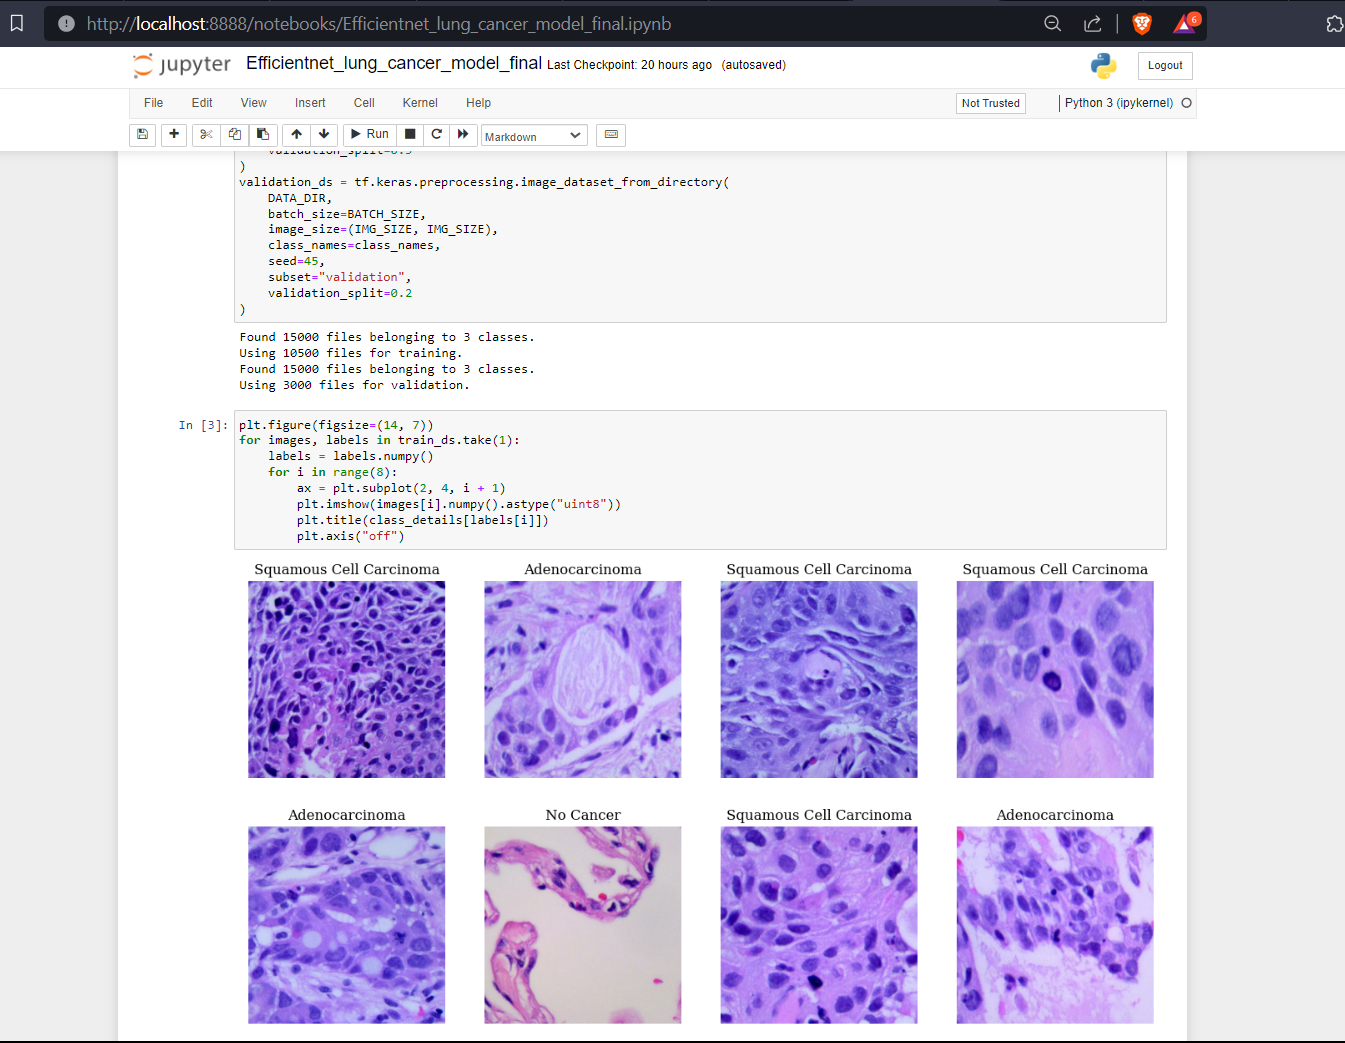 http://localhost:8888/notebooks/Efficientnet_lung_cancer_model_final.ipynb
6
jupyter Efficientnet_lung_cancer_model_final Last Checkpoint: 20 hours ago (autosaved)
Logout
File Edit View Insert Cell Kernel Help
Not Trusted
Python 3 (ipykernel)
Run
Markdown
)
validation_ds = tf.keras.preprocessing.image_dataset_from_directory(
    DATA_DIR,
    batch_size=BATCH_SIZE,
    image_size=(IMG_SIZE, IMG_SIZE),
    class_names=class_names,
    seed=45,
    subset="validation",
    validation_split=0.2
)
Found 15000 files belonging to 3 classes.
Using 10500 files for training.
Found 15000 files belonging to 3 classes.
Using 3000 files for validation.
In [3]:
plt.figure(figsize=(14, 7))
for images, labels in train_ds.take(1):
    labels = labels.numpy()
    for i in range(8):
        ax = plt.subplot(2, 4, i + 1)
        plt.imshow(images[i].numpy().astype("uint8"))
        plt.title(class_details[labels[i]])
        plt.axis("off")
Squamous Cell Carcinoma
Adenocarcinoma
Squamous Cell Carcinoma
Squamous Cell Carcinoma
Adenocarcinoma
No Cancer
Squamous Cell Carcinoma
Adenocarcinoma